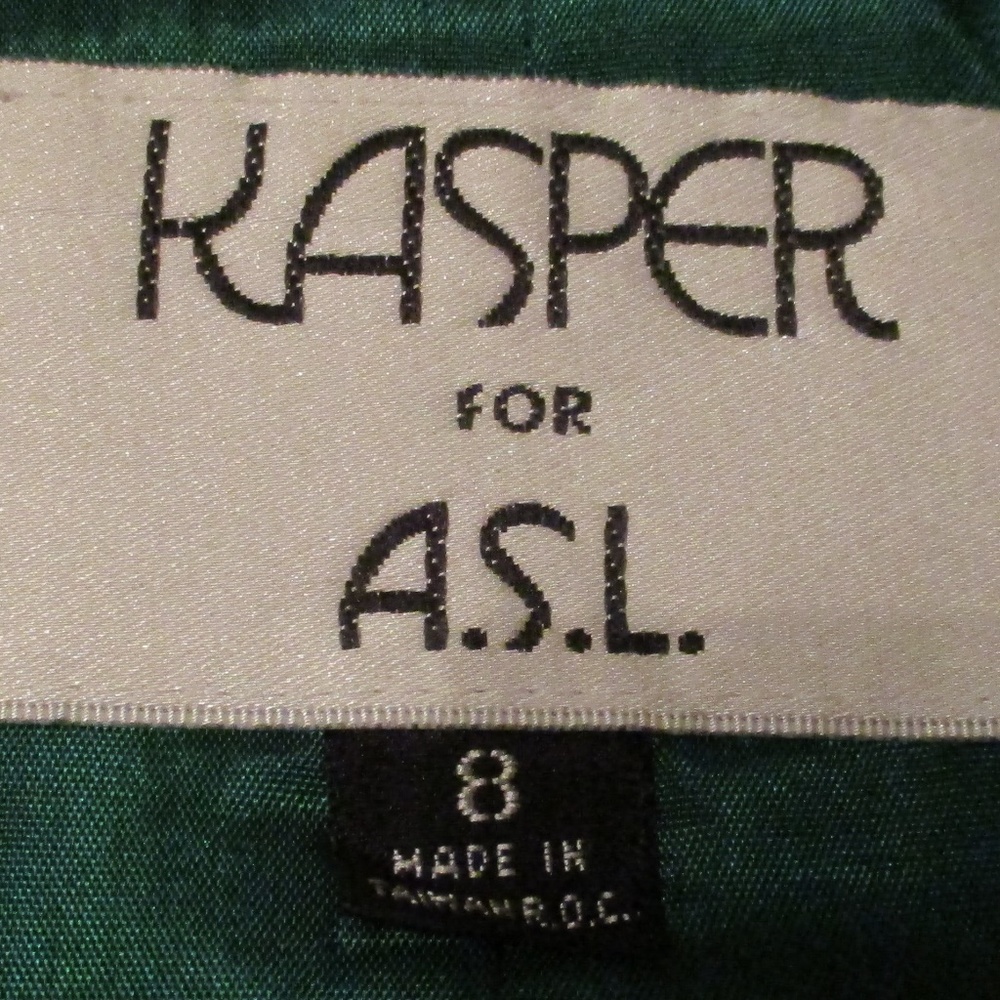 KASPER
FOR
A.S.L.
8
MADE IN
TAIWAN R.O.C.